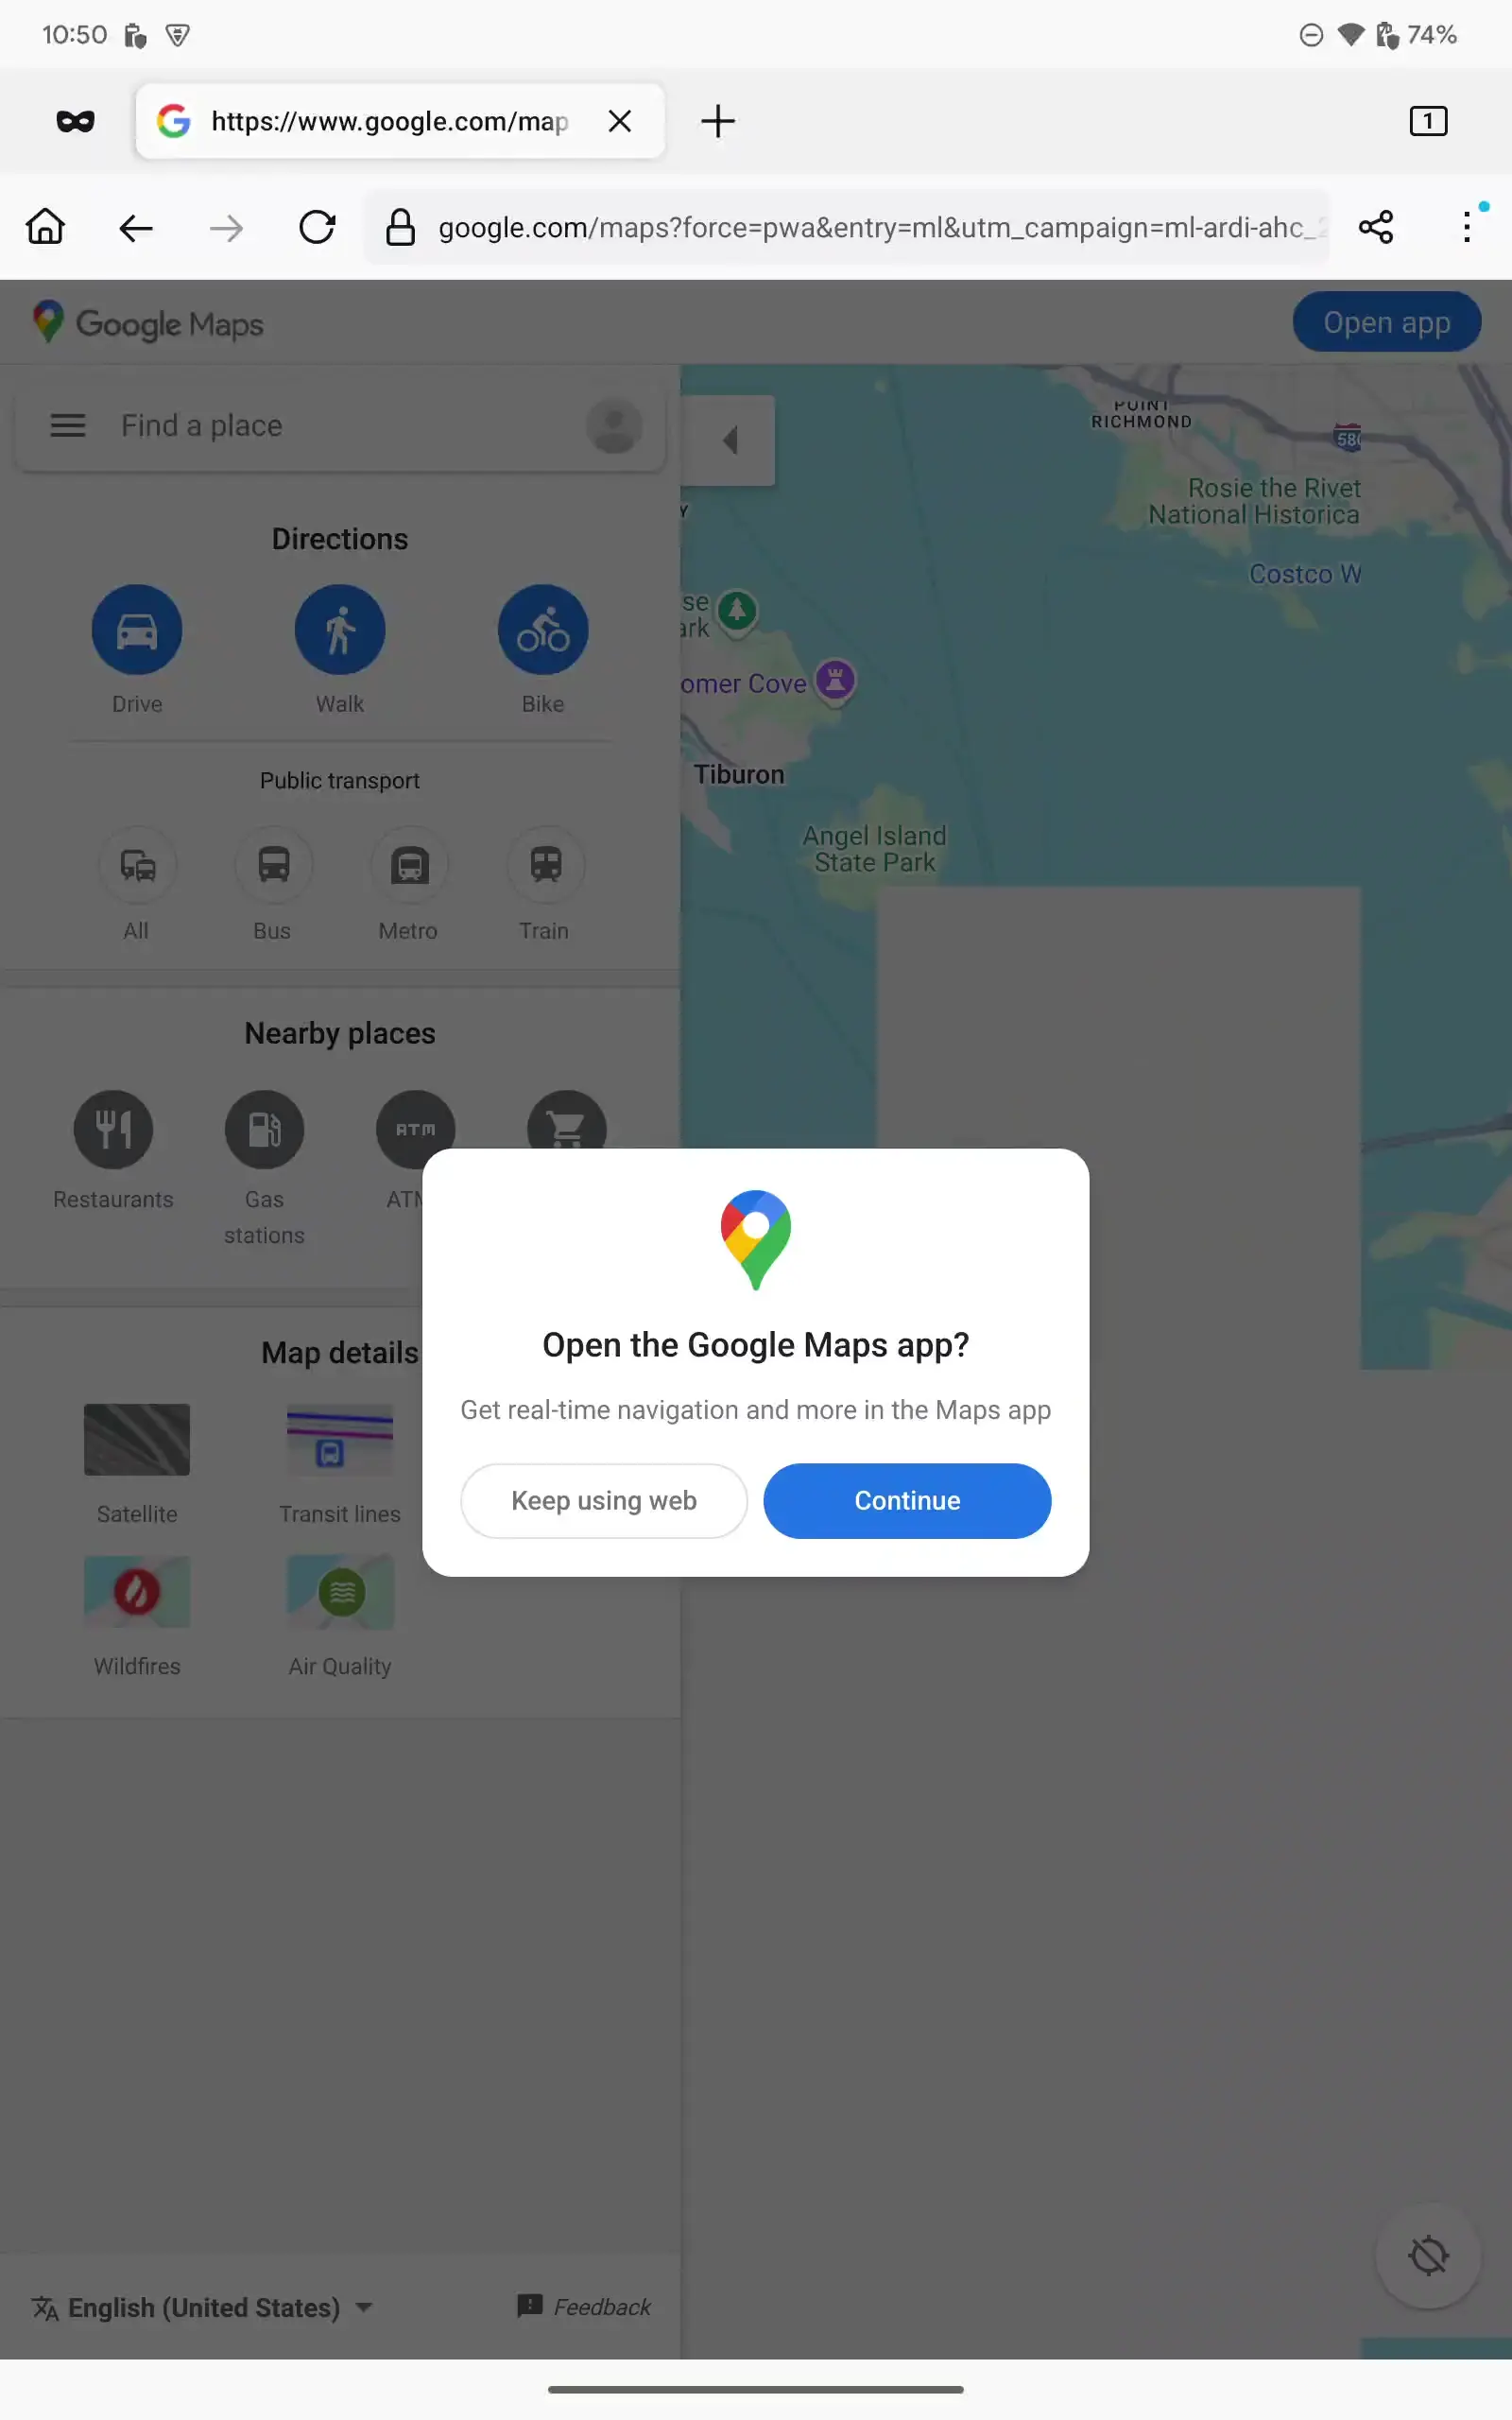 10:50
74%
https://www.google.com/map
1
google.com/maps?force=pwa&entry=ml&utm_campaign=ml-ardi-ahc_
Google Maps
Open app
Find a place
Directions
Drive
Walk
Bike
Public transport
All
Bus
Metro
Train
Nearby places
ATM
Restaurants
Gas
stations
ATM
Map details
Satellite
Transit lines
Wildfires
Air Quality
POINT
RICHMOND
580
Rosie the Rivet
National Historica
Costco W
Y
se
ark
omer Cove
Tiburon
Angel Island
State Park
Open the Google Maps app?
Get real-time navigation and more in the Maps app
Keep using web
Continue
English (United States)
Feedback